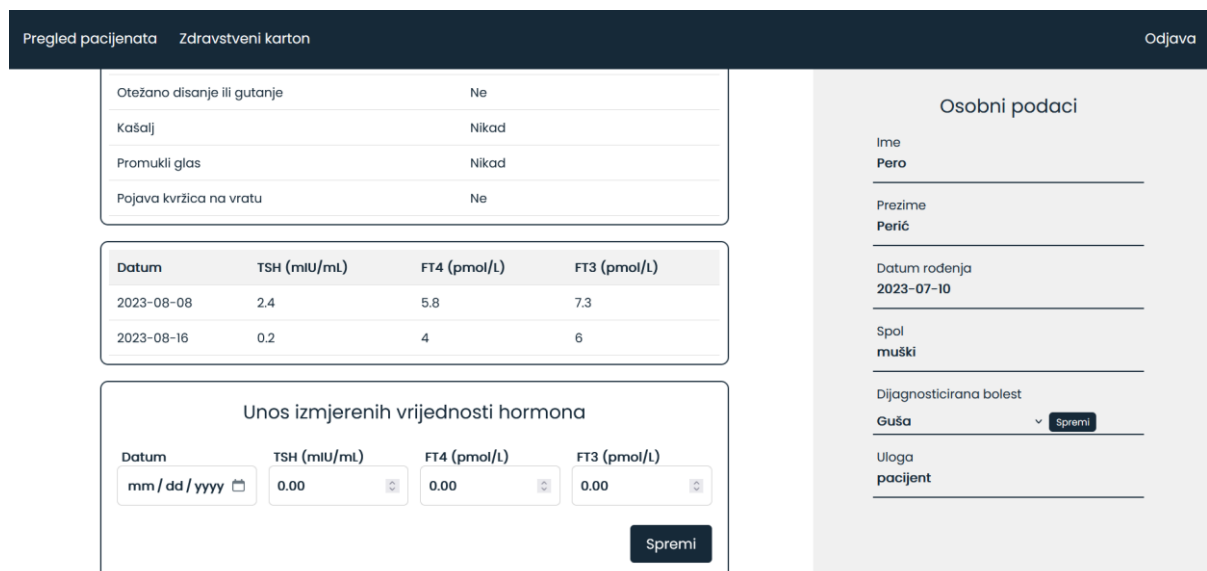 Pregled pacijenata Zdravstveni karton Odjava
Otežano disanje ili gutanje Ne
Kašalj Nikad
Promukli glas Nikad
Pojava kvržica na vratu Ne
Datum TSH (mIU/mL) FT4 (pmol/L) FT3 (pmol/L)
2023-08-08 2.4 5.8 7.3
2023-08-16 0.2 4 6
Unos izmjerenih vrijednosti hormona
Datum TSH (mIU/mL) FT4 (pmol/L) FT3 (pmol/L)
mm / dd / yyyy 0.00 0.00 0.00
Spremi
Osobni podaci
Ime
Pero
Prezime
Perić
Datum rođenja
2023-07-10
Spol
muški
Dijagnosticirana bolest
Guša Spremi
Uloga
pacijent